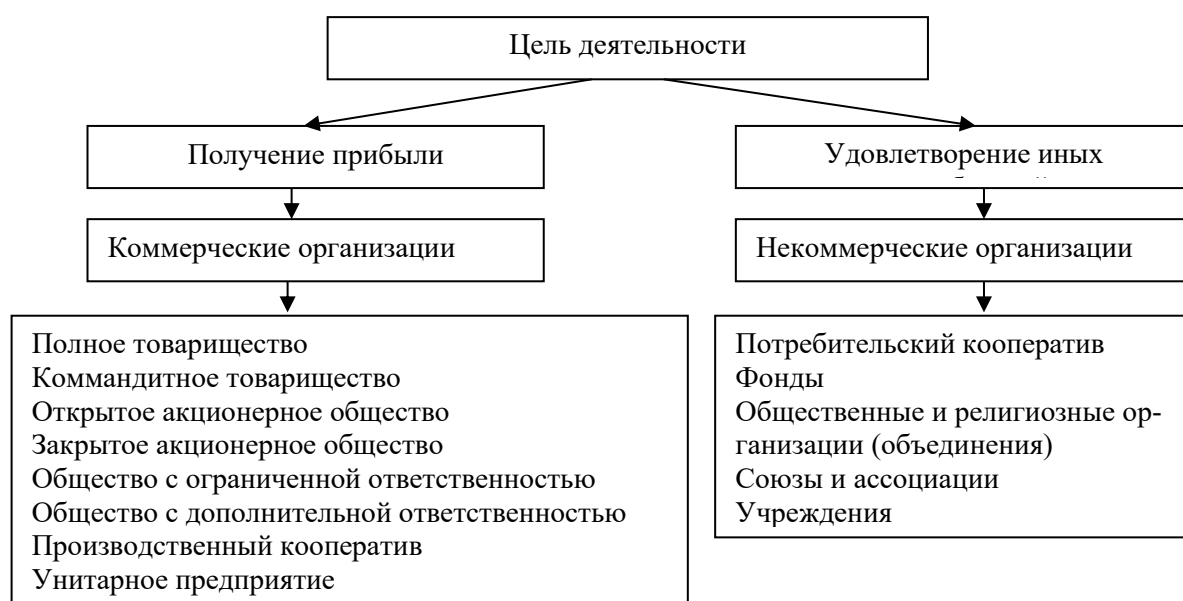 Цель деятельности
Получение прибыли
Удовлетворение иных
Коммерческие организации
Некоммерческие организации
Полное товарищество
Коммандитное товарищество
Открытое акционерное общество
Закрытое акционерное общество
Общество с ограниченной ответственностью
Общество с дополнительной ответственностью
Производственный кооператив
Унитарное предприятие
Потребительский кооператив
Фонды
Общественные и религиозные ор-
ганизации (объединения)
Союзы и ассоциации
Учреждения